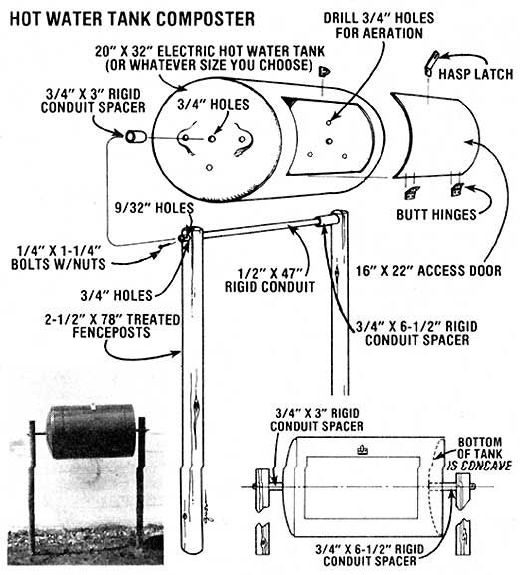 HOT WATER TANK COMPOSTER
DRILL 3/4" HOLES
FOR AERATION
20" X 32" ELECTRIC HOT WATER TANK
(OR WHATEVER SIZE YOU CHOOSE)
HASP LATCH
3/4" X 3" RIGID
CONDUIT SPACER
3/4" HOLES
9/32" HOLES
BUTT HINGES
1/4" X 1-1/4"
BOLTS W/NUTS
1/2" X 47"
RIGID CONDUIT
16" X 22" ACCESS DOOR
3/4" HOLES
2-1/2" X 78" TREATED
FENCEPOSTS
3/4" X 6-1/2" RIGID
CONDUIT SPACER
3/4" X 3" RIGID
CONDUIT SPACER
BOTTOM
OF TANK
IS CONCAVE
3/4" X 6-1/2" RIGID
CONDUIT SPACER